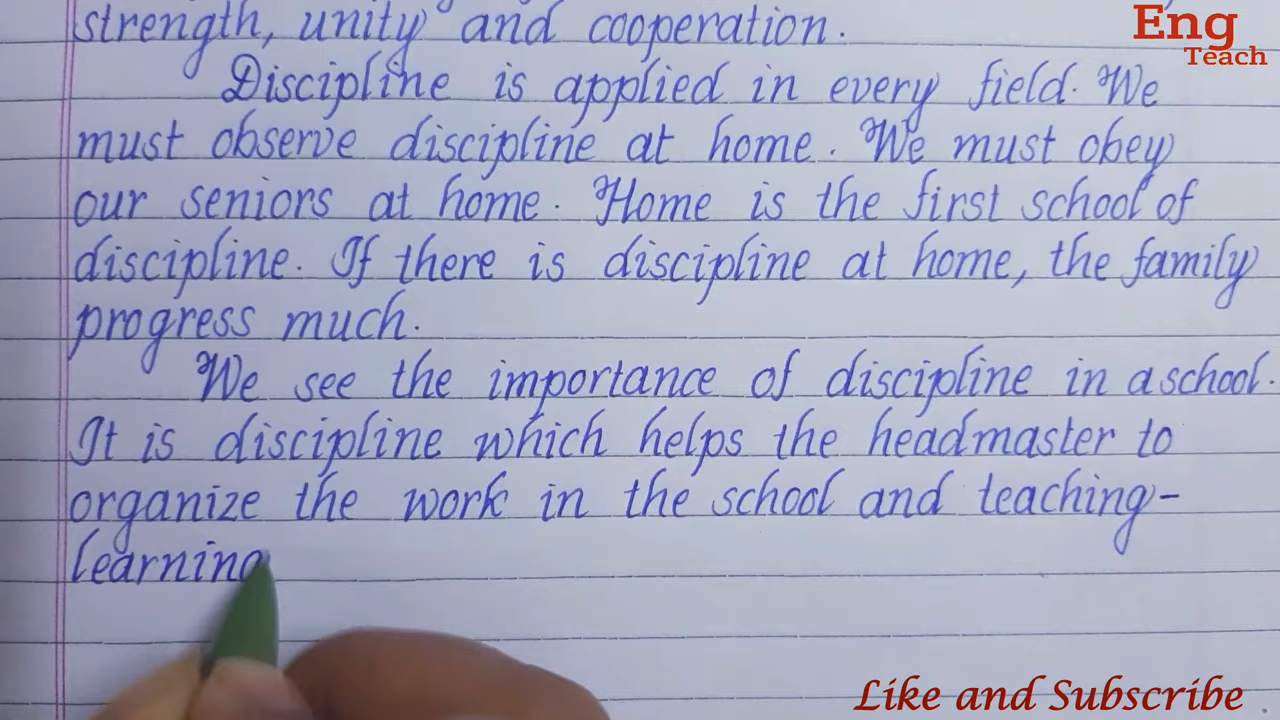 strength, unity and cooperation.
Eng
Teach
Discipline is applied in every field. We
must observe discipline at home. We must obey
our seniors at home. Home is the first school of
discipline. If there is discipline at home, the family
progress much.
We see the importance of discipline in a school.
It is discipline which helps the headmaster to
organize the work in the school and teaching-
learning
Like and Subscribe